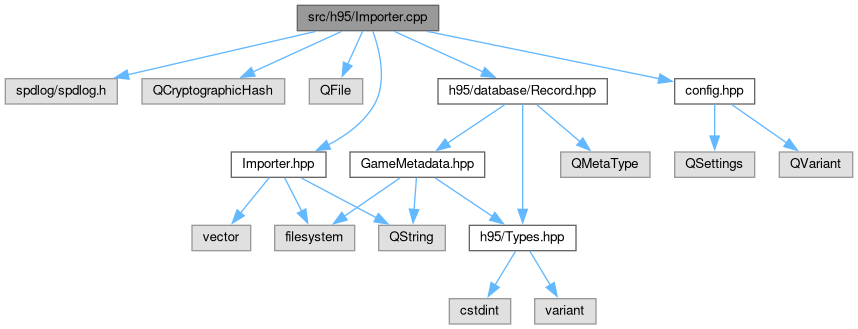 src/h95/Importer.cpp
spdlog/spdlog.h
QCryptographicHash
QFile
h95/database/Record.hpp
config.hpp
Importer.hpp
GameMetadata.hpp
QMetaType
QSettings
QVariant
vector
filesystem
QString
h95/Types.hpp
cstdint
variant